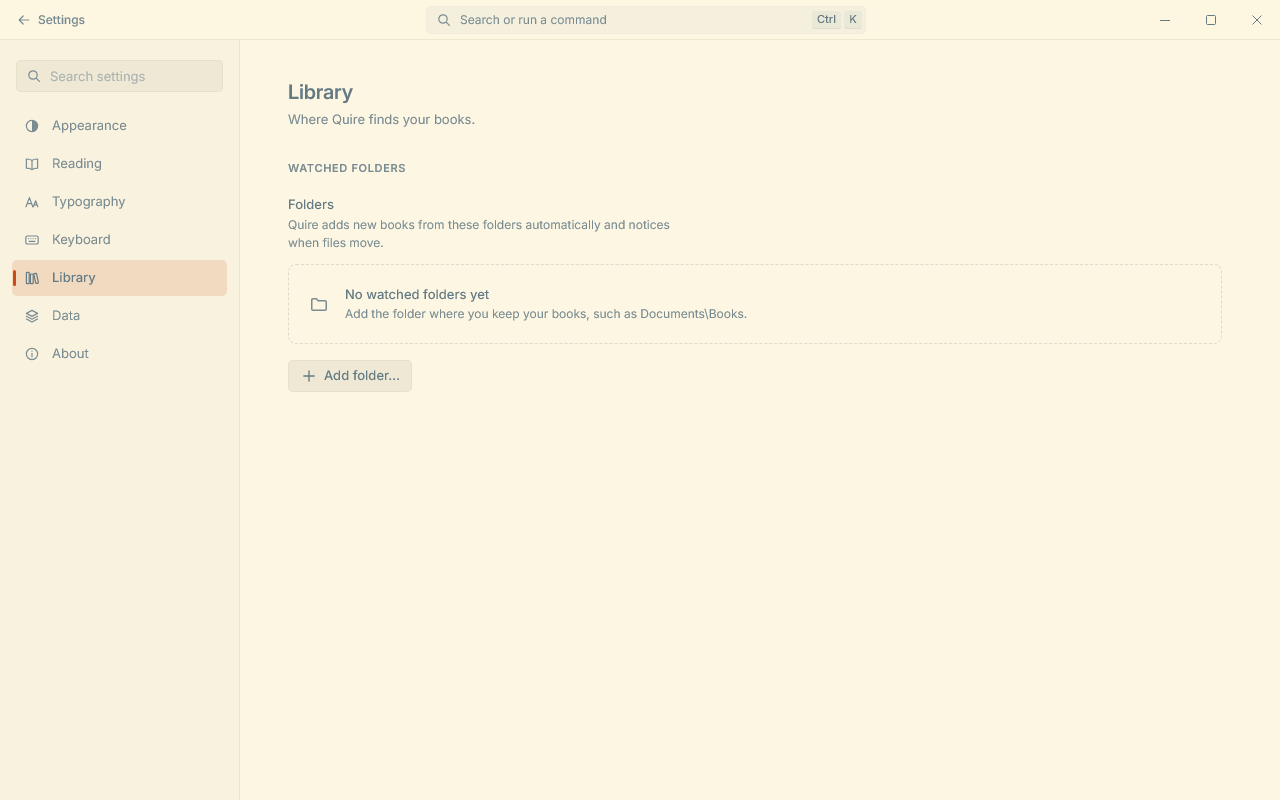 Settings
Search or run a command
Ctrl K
Search settings
Appearance
Reading
Typography
Keyboard
Library
Data
About
Library
Where Quire finds your books.
WATCHED FOLDERS
Folders
Quire adds new books from these folders automatically and notices
when files move.
No watched folders yet
Add the folder where you keep your books, such as Documents\Books.
Add folder...